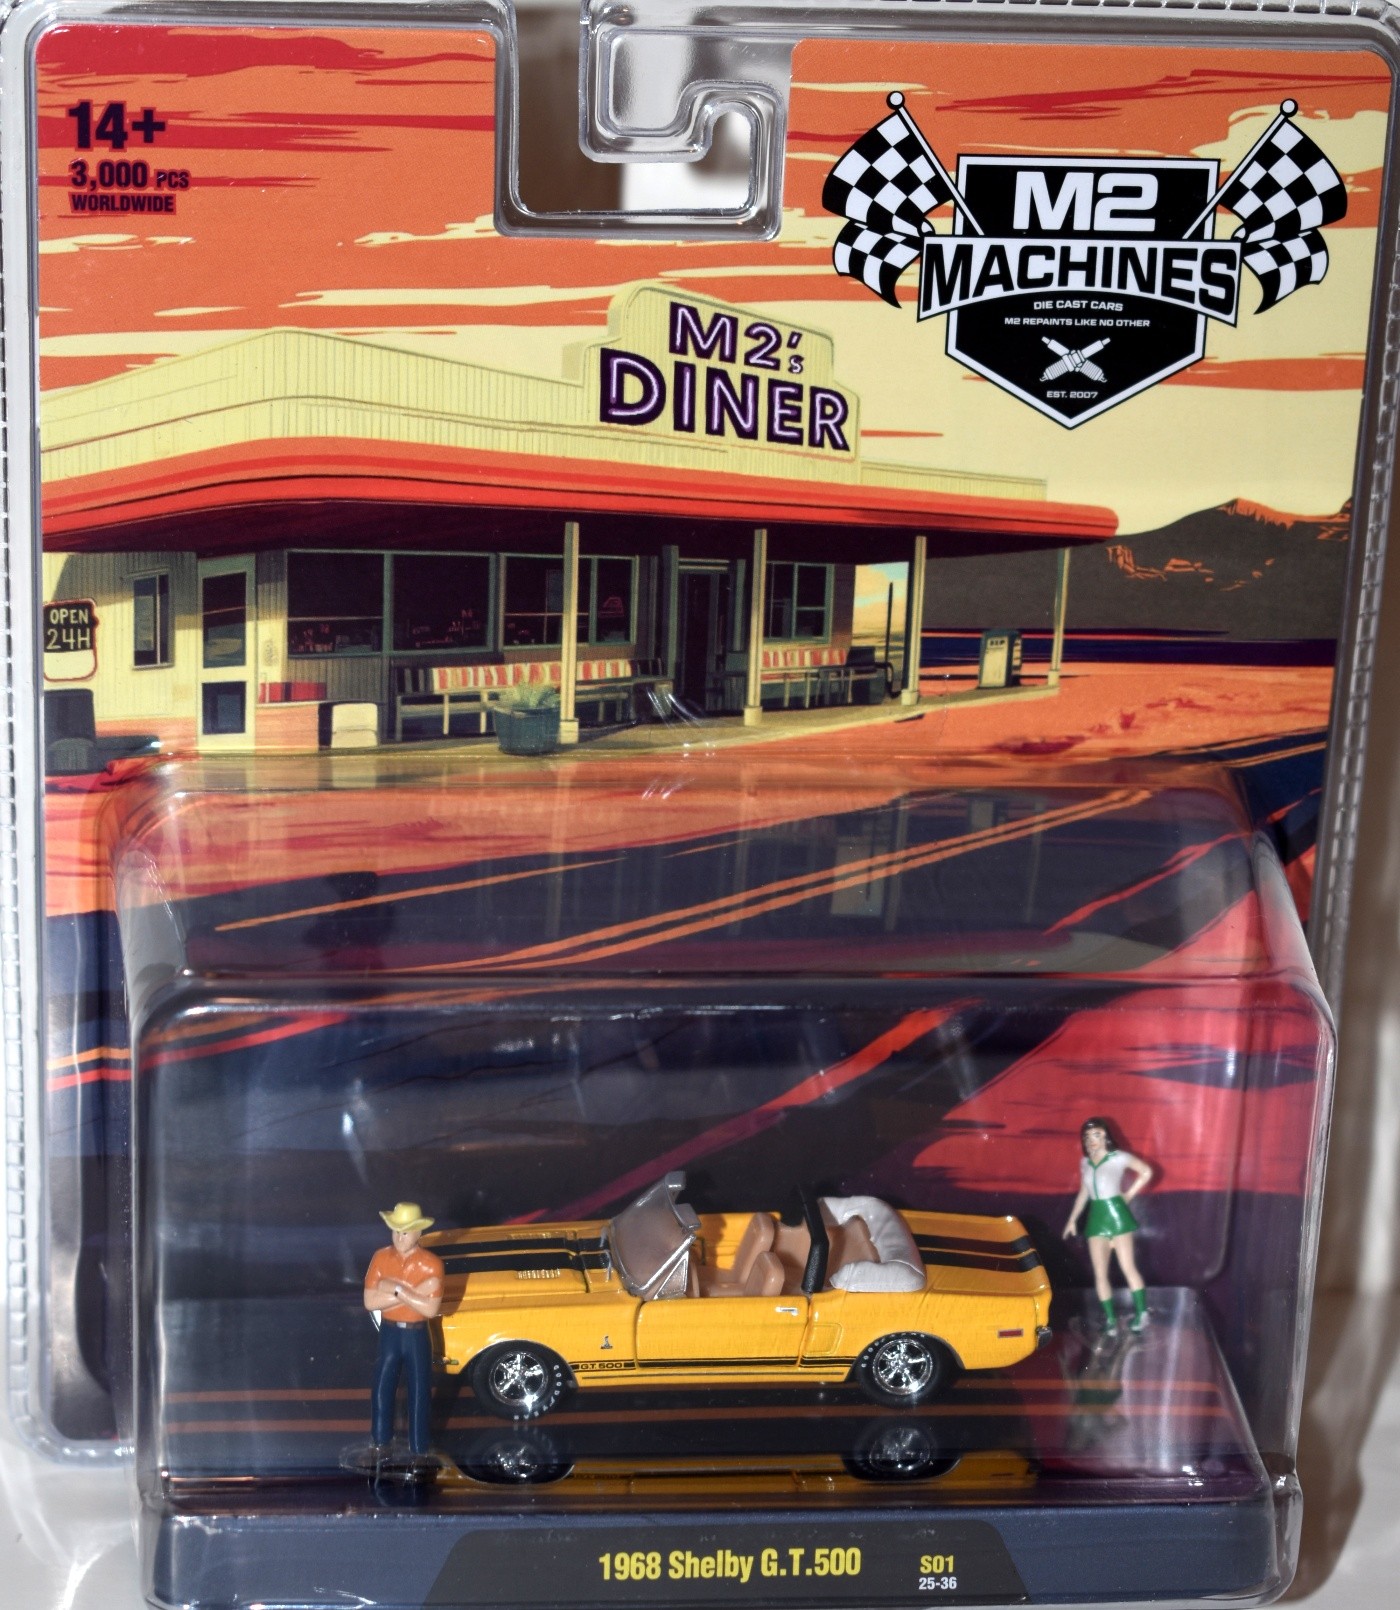 14+
3,000 PCS
WORLDWIDE
M2
MACHINES
DIE CAST CARS
M2 REPAINTS LIKE NO OTHER
EST. 2007
M2's
DINER
OPEN
24H
G.T.500
1968 Shelby G.T.500
S01
25-36